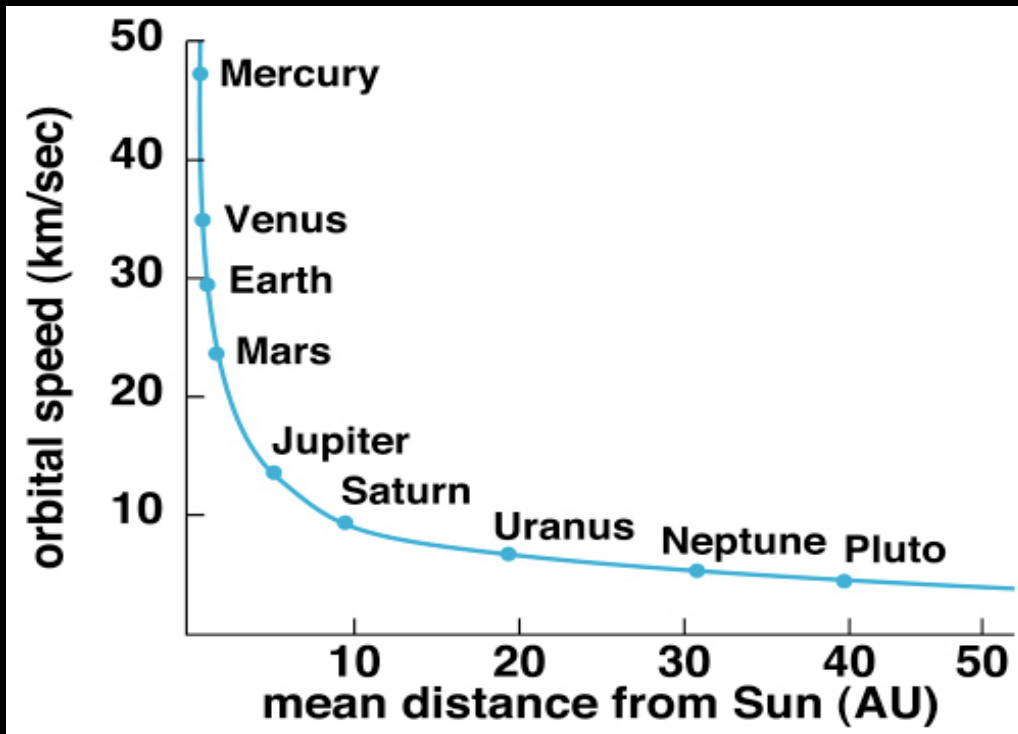 50
Mercury
40
Venus
30
Earth
Mars
20
Jupiter
Saturn
10
Uranus
Neptune
Pluto
orbital speed (km/sec)
10 20 30 40 50
mean distance from Sun (AU)